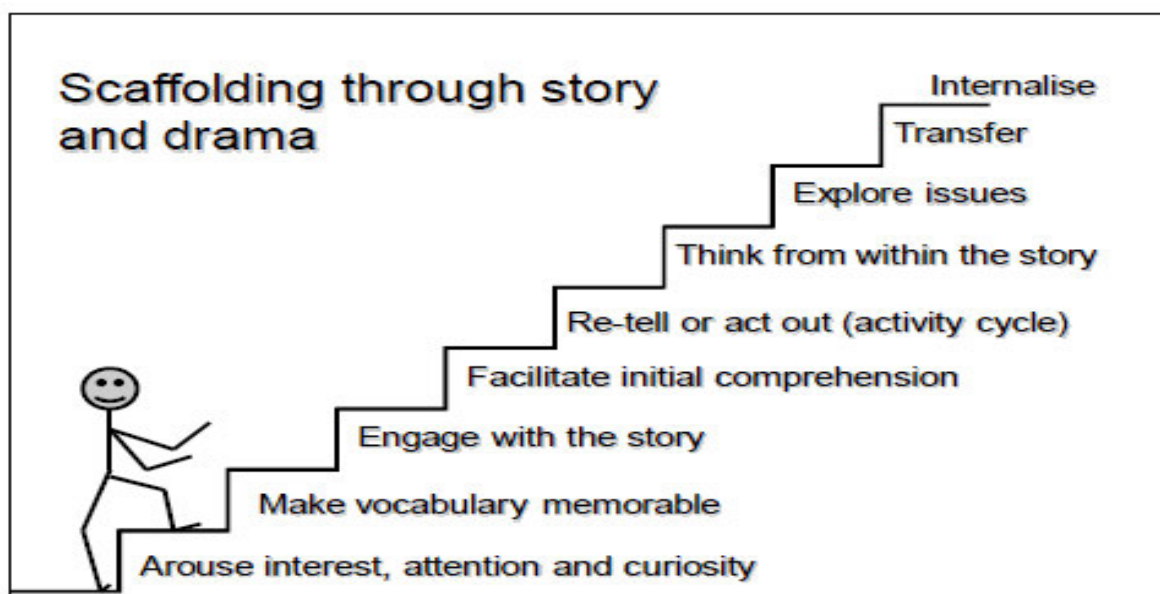 Scaffolding through story
and drama
Internalise
Transfer
Explore issues
Think from within the story
Re-tell or act out (activity cycle)
Facilitate initial comprehension
Engage with the story
Make vocabulary memorable
Arouse interest, attention and curiosity